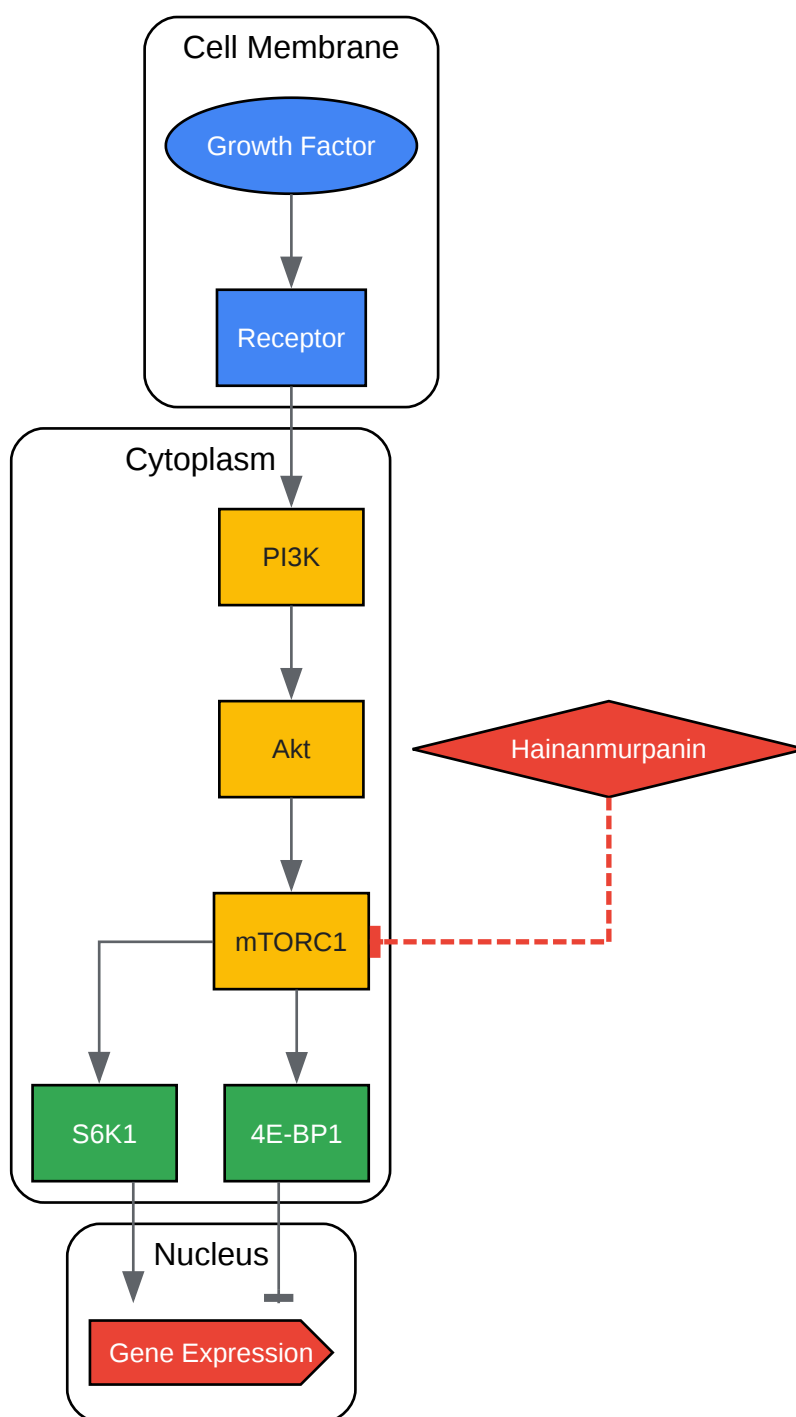 Cell Membrane
Growth Factor
Receptor
Cytoplasm
PI3K
Akt
Hainanmurpanin
mTORC1
S6K1
4E-BP1
Nucleus
Gene Expression